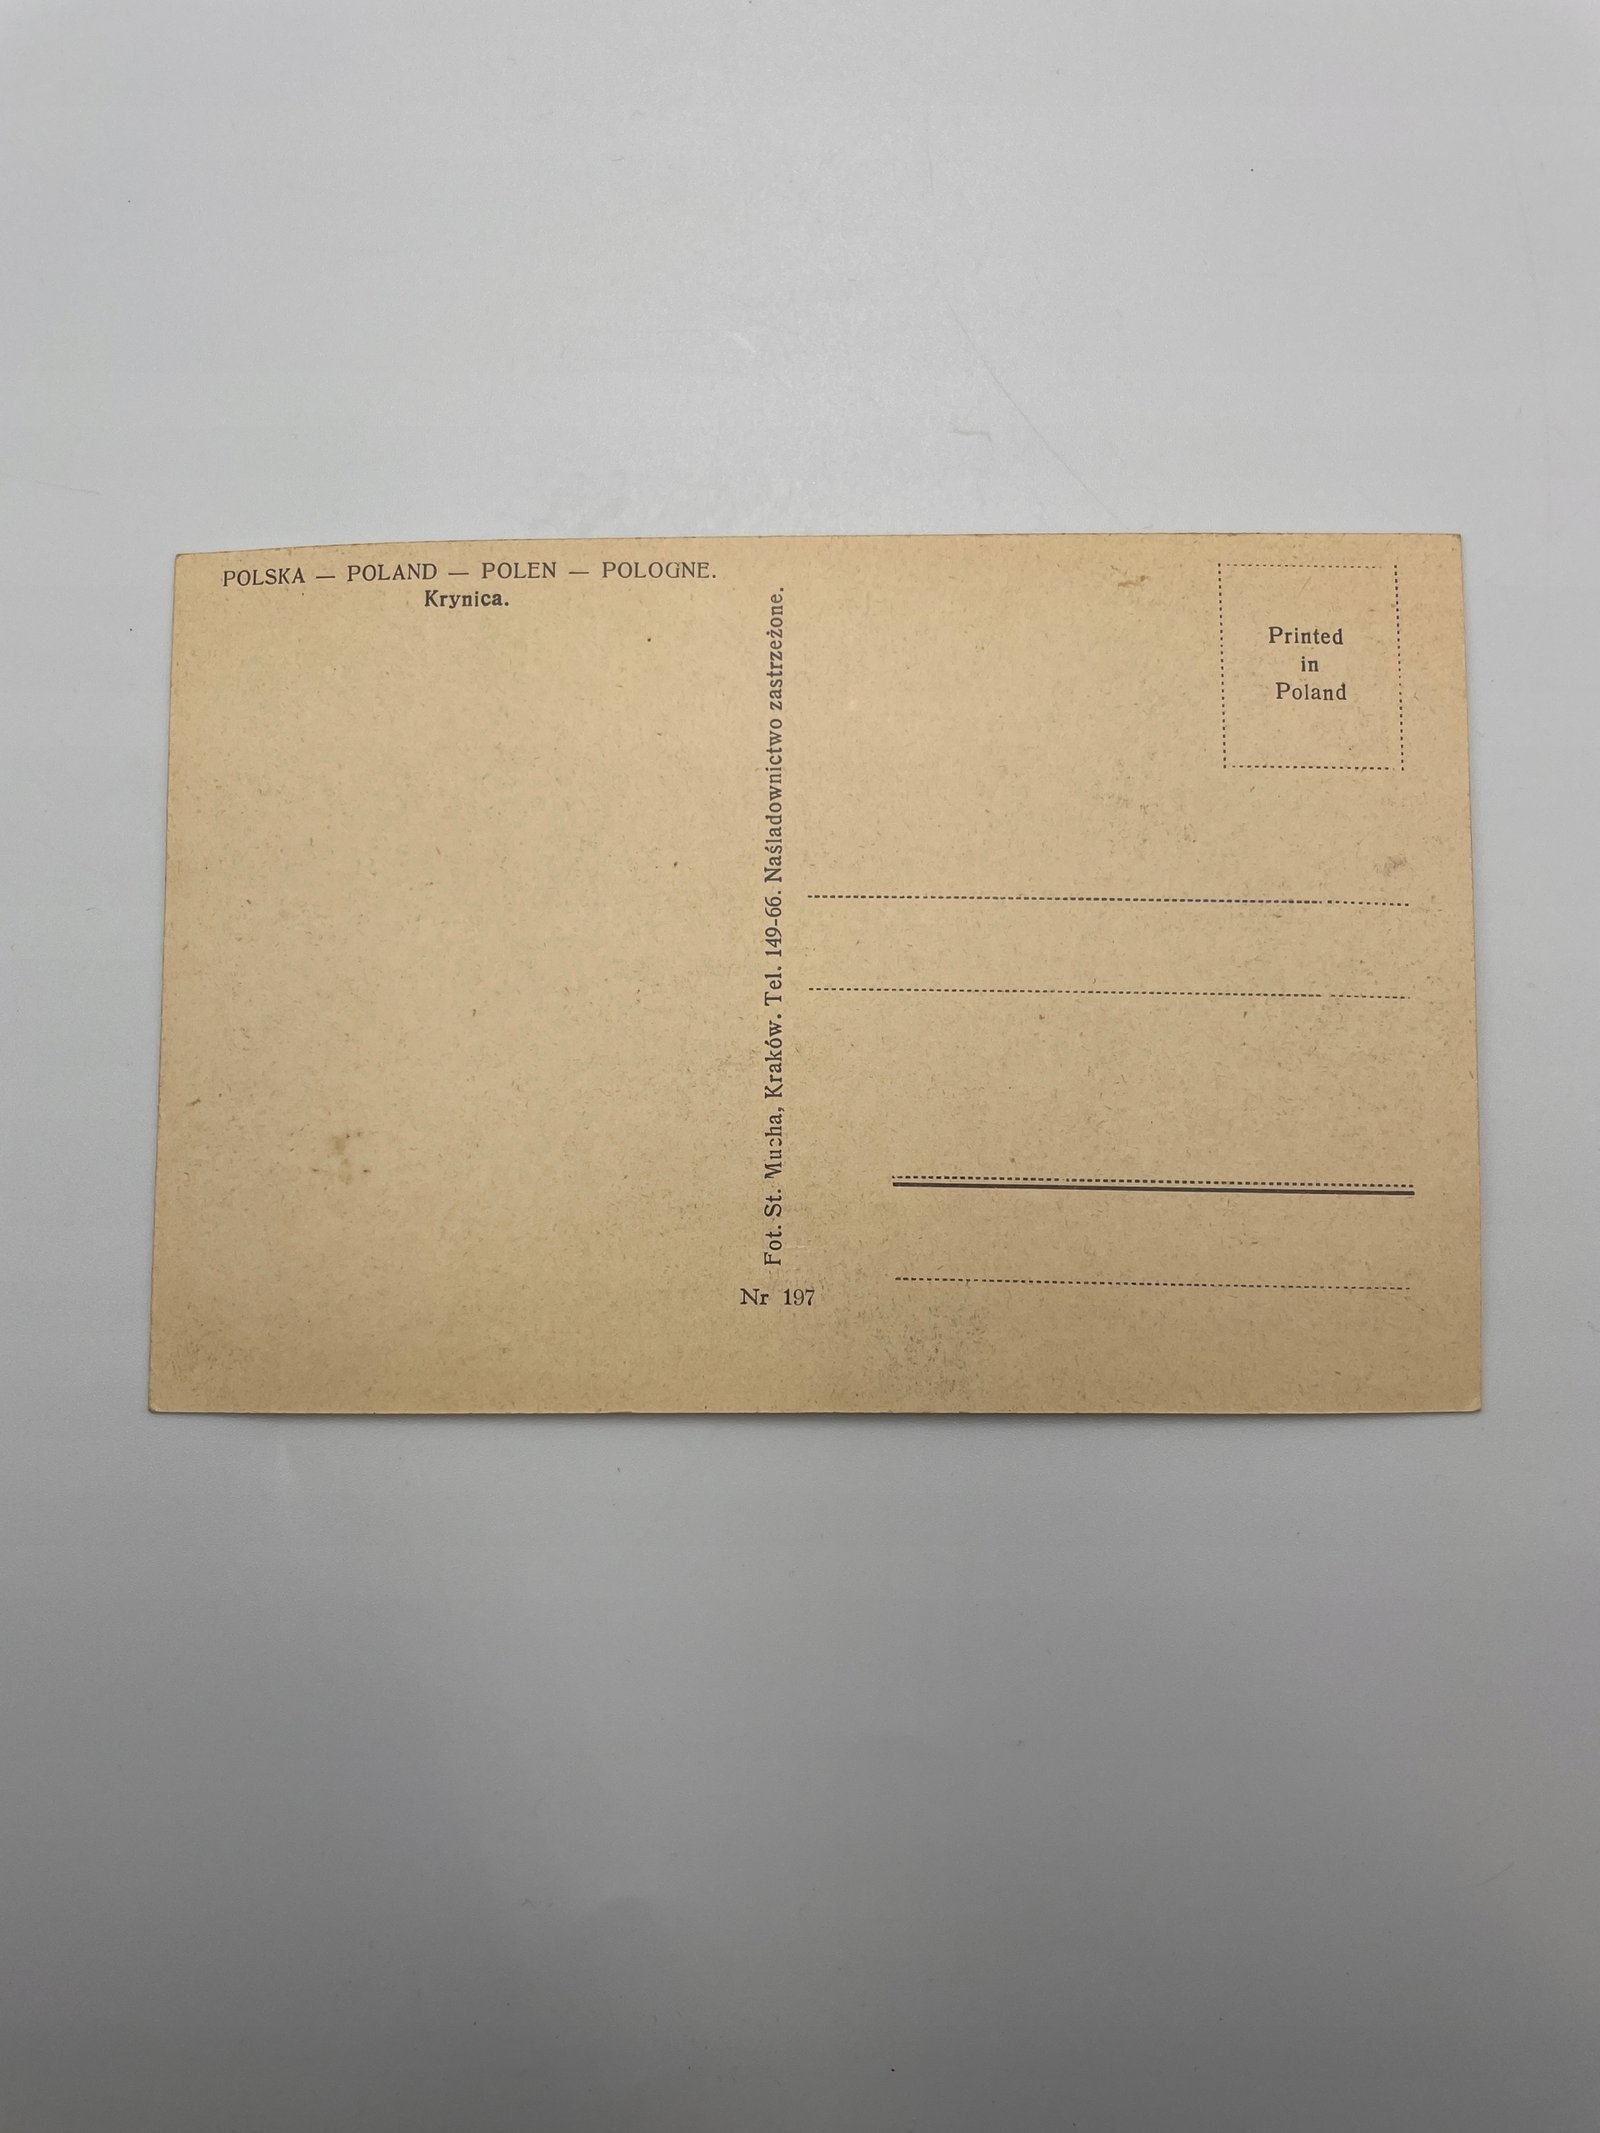 POLSKA — POLAND — POLEN — POLOGNE.
Krynica.
Fot. St. Mucha, Kraków. Tel. 149-66. Naśladownictwo zastrzeżone.
Nr 197
Printed
in
Poland